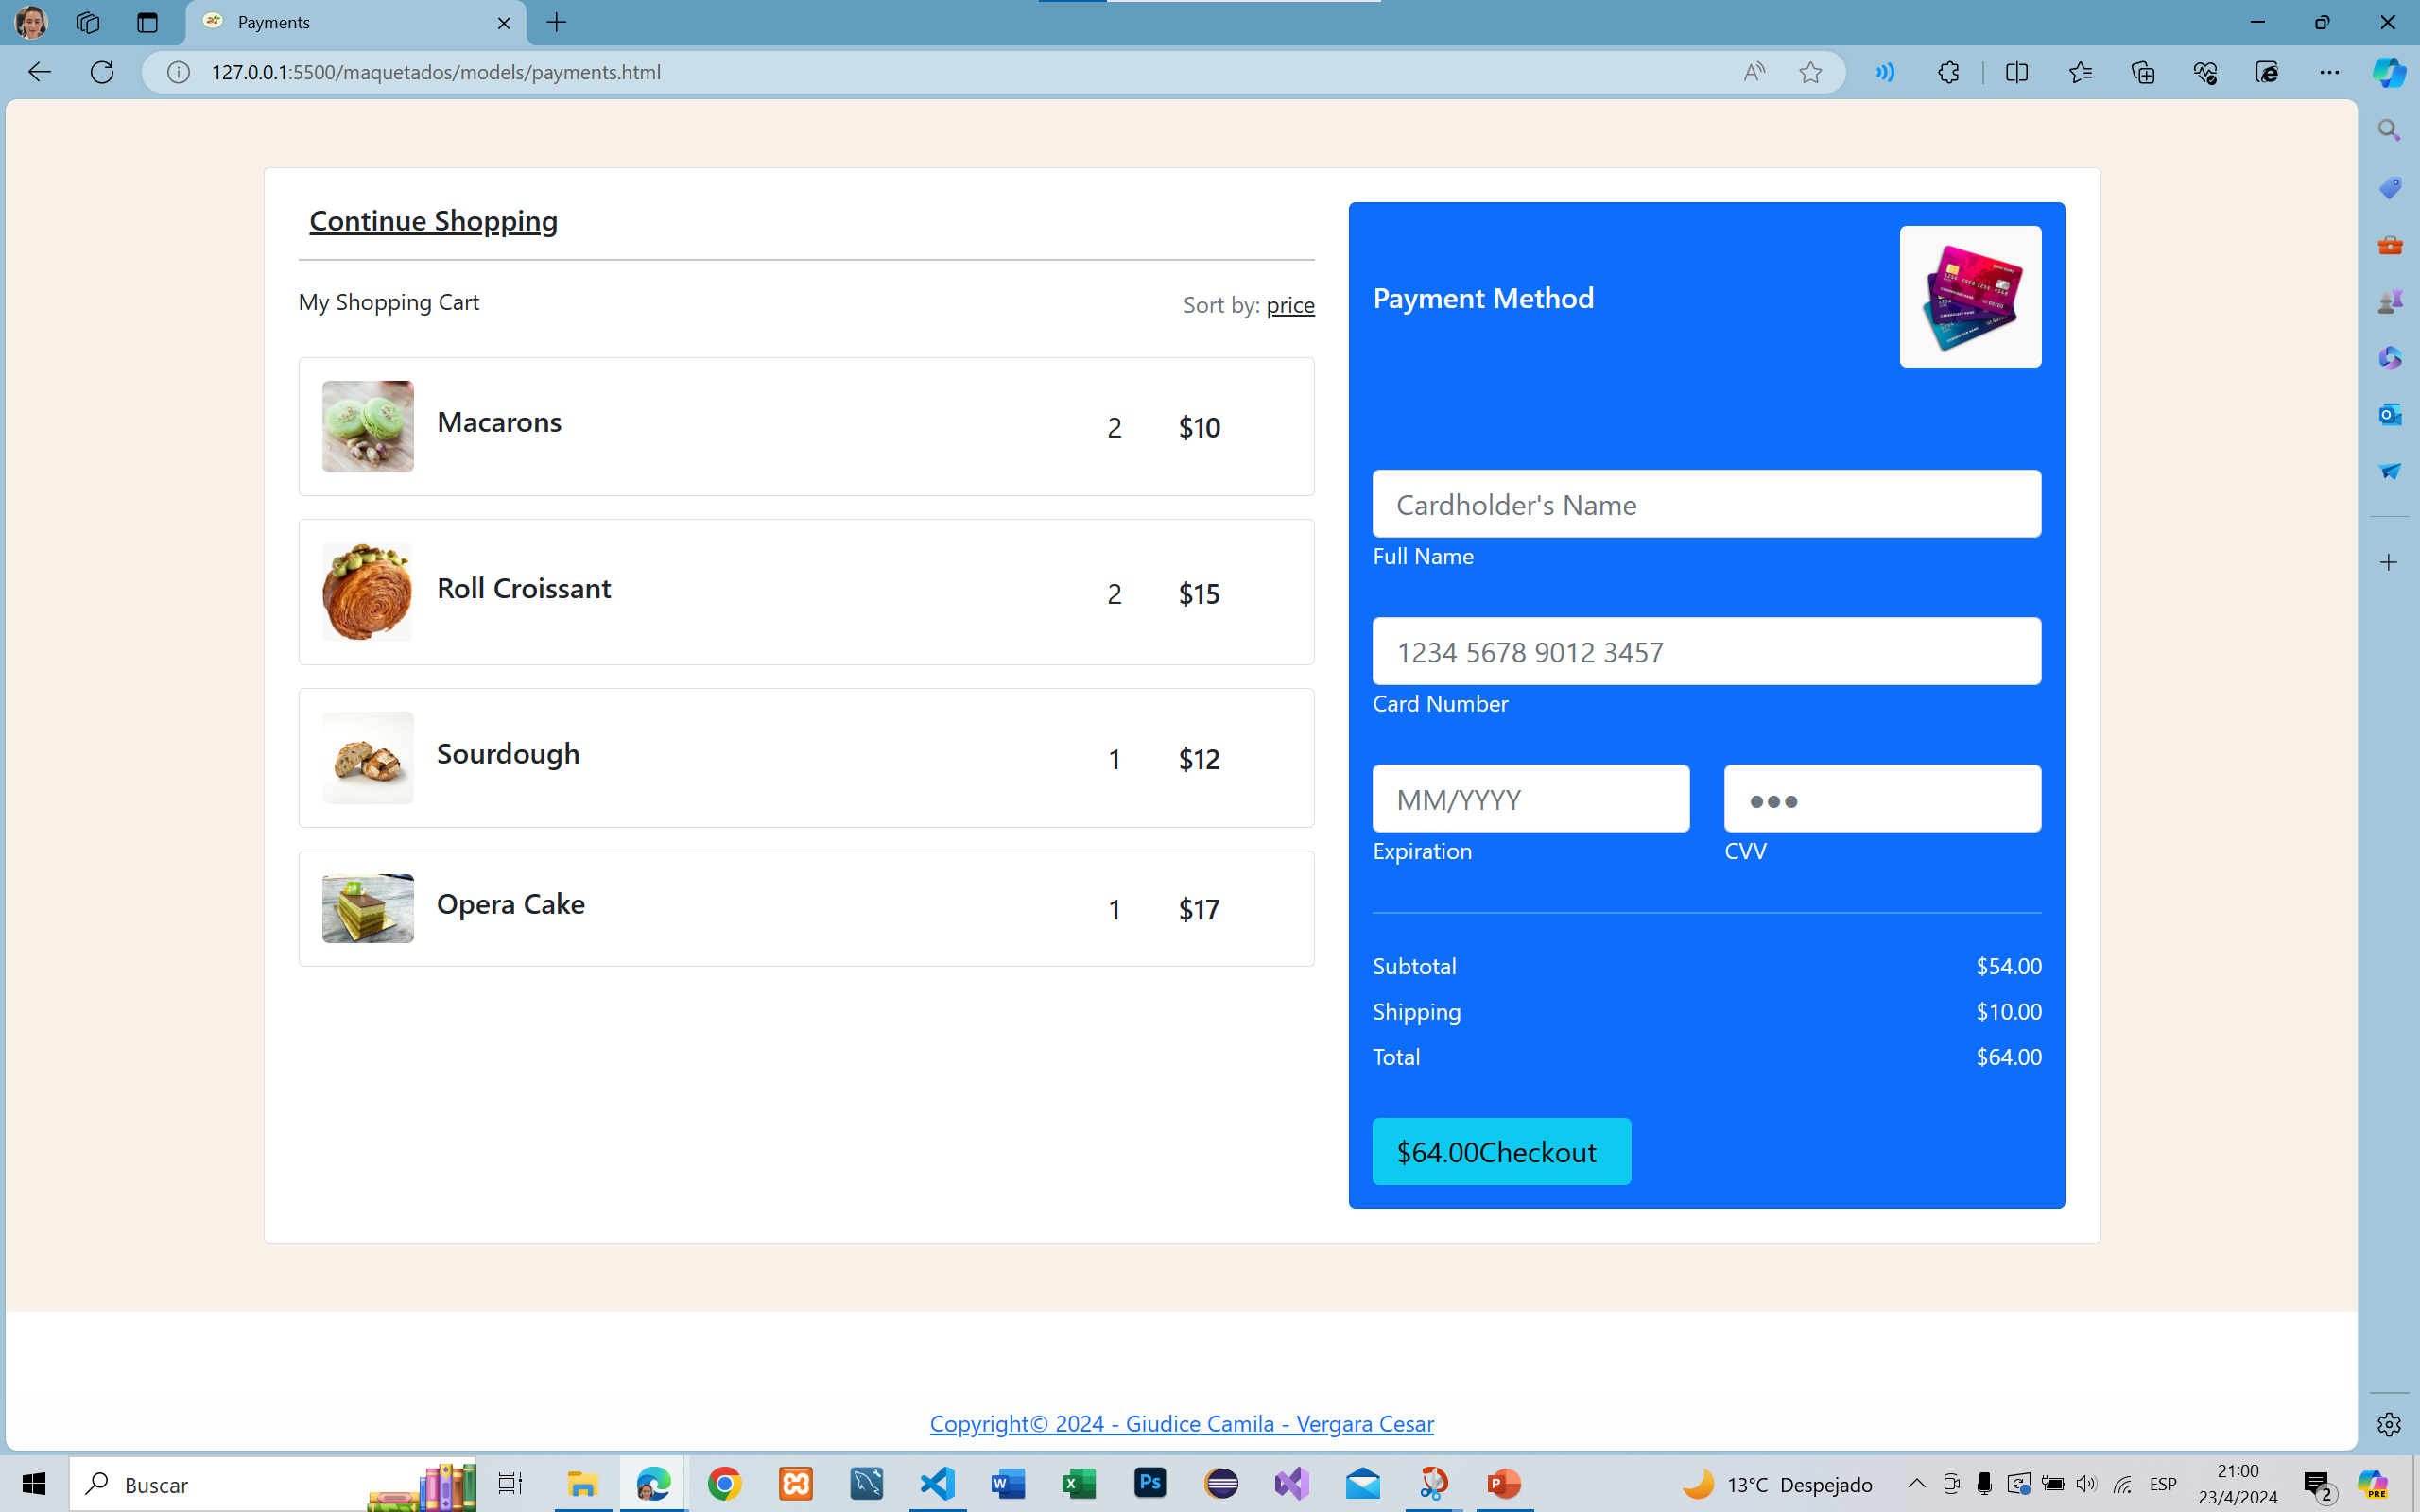 Payments
127.0.0.1:5500/maquetados/models/payments.html
Continue Shopping
My Shopping Cart
Sort by: price
Macarons 2 $10
Roll Croissant 2 $15
Sourdough 1 $12
Opera Cake 1 $17
Payment Method
Cardholder's Name
Full Name
1234 5678 9012 3457
Card Number
MM/YYYY ●●●
Expiration CVV
Subtotal $54.00
Shipping $10.00
Total $64.00
$64.00Checkout
Copyright© 2024 - Giudice Camila - Vergara Cesar
Buscar
13°C Despejado
ESP
21:00
23/4/2024
2
PRE